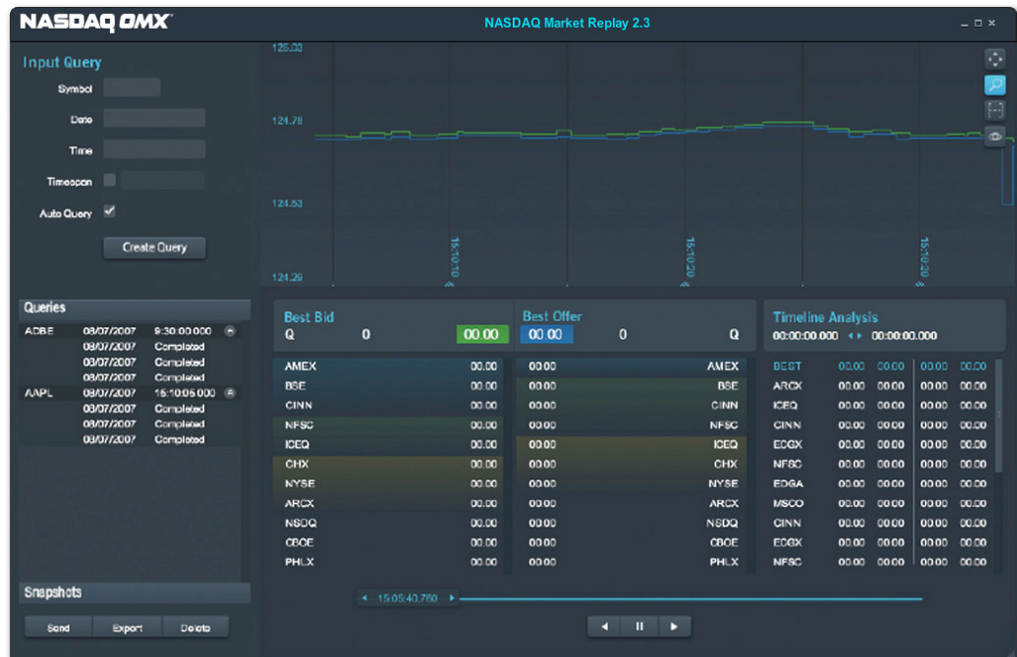 NASDAQ OMX
NASDAQ Market Replay 2.3
Input Query
Symbol
Date
Time
Timespan
Auto Query
Create Query
125.03
124.78
124.53
124.29
15:10:10
15:10:20
15:10:20
Queries
ADBE 08/07/2007 9:30:00.000
08/07/2007 Completed
08/07/2007 Completed
08/07/2007 Completed
AAPL 08/07/2007 15:10:05.000
08/07/2007 Completed
08/07/2007 Completed
08/07/2007 Completed
Snapshots
Send Export Delete
Best Bid
Q 0 00.00
AMEX 00.00
BSE 00.00
CINN 00.00
NFSC 00.00
ICEQ 00.00
CHX 00.00
NYSE 00.00
ARCX 00.00
NSDQ 00.00
CBOE 00.00
PHLX 00.00
Best Offer
00.00 0 Q
00.00 AMEX
00.00 BSE
00.00 CINN
00.00 NFSC
00.00 ICEQ
00.00 CHX
00.00 NYSE
00.00 ARCX
00.00 NSDQ
00.00 CBOE
00.00 PHLX
Timeline Analysis
00:00:00.000 00:00:00.000
BEST 00.00 00.00 00.00 00.00
ARCX 00.00 00.00 00.00 00.00
ICEQ 00.00 00.00 00.00 00.00
CINN 00.00 00.00 00.00 00.00
ECGX 00.00 00.00 00.00 00.00
NFSC 00.00 00.00 00.00 00.00
EDGA 00.00 00.00 00.00 00.00
MSCO 00.00 00.00 00.00 00.00
CINN 00.00 00.00 00.00 00.00
ECGX 00.00 00.00 00.00 00.00
NFSC 00.00 00.00 00.00 00.00
15:05:40.760